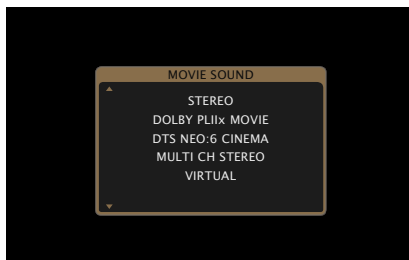 MOVIE SOUND
STEREO
DOLBY PLIIx MOVIE
DTS NEO:6 CINEMA
MULTI CH STEREO
VIRTUAL